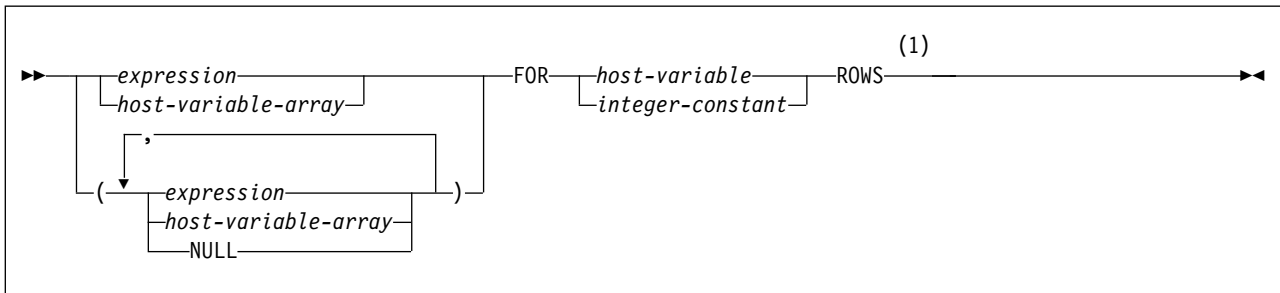 (1)
expression FOR host-variable ROWS
host-variable-array integer-constant
,
( expression )
host-variable-array
NULL